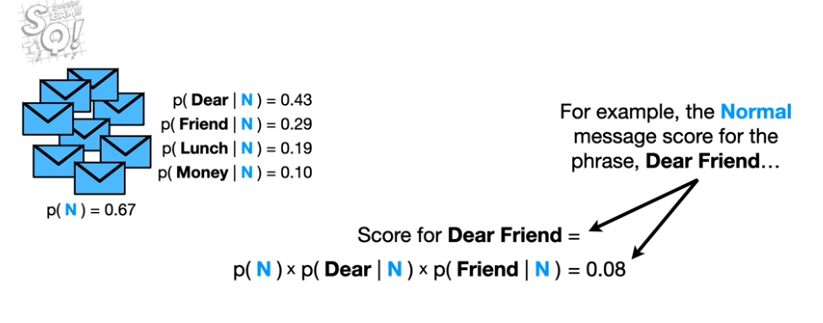 p( Dear | N ) = 0.43
p( Friend | N ) = 0.29
p( Lunch | N ) = 0.19
p( Money | N ) = 0.10
p( N ) = 0.67
For example, the Normal
message score for the
phrase, Dear Friend...
Score for Dear Friend =
p( N ) × p( Dear | N ) × p( Friend | N ) = 0.08